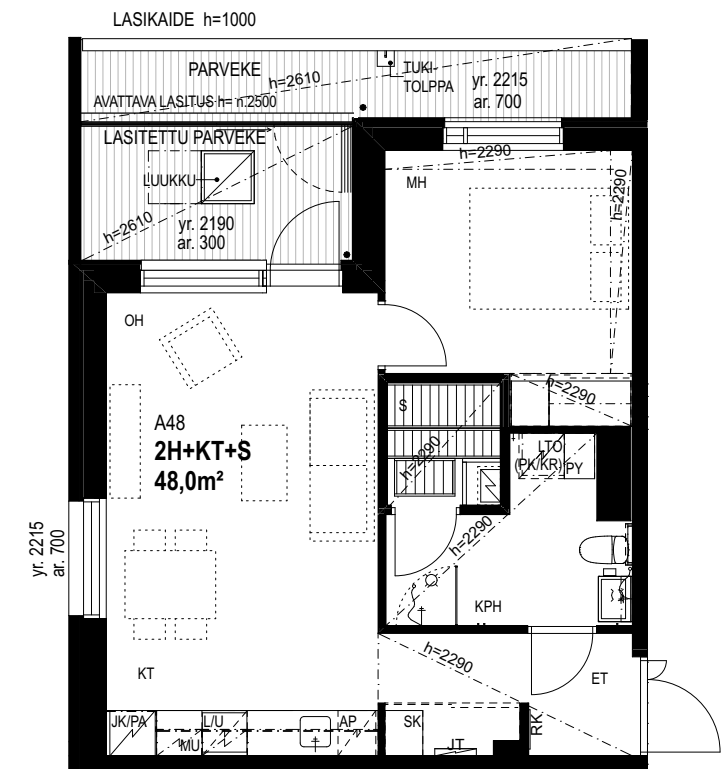 LASIKAIDE h=1000
PARVEKE
h=2610
TUKI-
TOLPPA
yr. 2215
ar. 700
AVATTAVA LASITUS h= n.2500
LASITETTU PARVEKE
h=2290
LUUKKU
MH
h=2290
h=2610
yr. 2190
ar. 300
OH
A48
2H+KT+S
48,0m²
S
h=2290
h=2290
LTO
(PK/KR)
PY
h=2290
yr. 2215
ar. 700
KPH
h=2290
KT
ET
JK/PA
L/U
MU
AP
SK
JT
RK